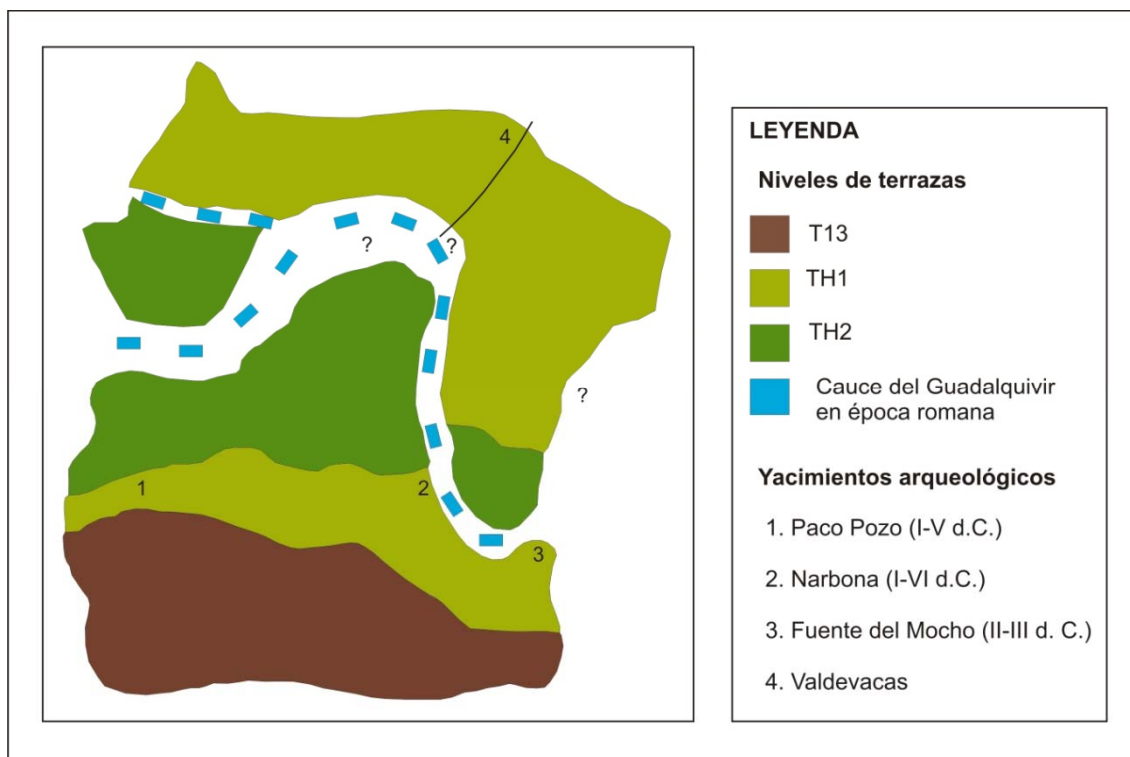 4
?
?
?
1
2
3
LEYENDA
Niveles de terrazas
T13
TH1
TH2
Cauce del Guadalquivir
en época romana
Yacimientos arqueológicos
1. Paco Pozo (I-V d.C.)
2. Narbona (I-VI d.C.)
3. Fuente del Mocho (II-III d. C.)
4. Valdevacas